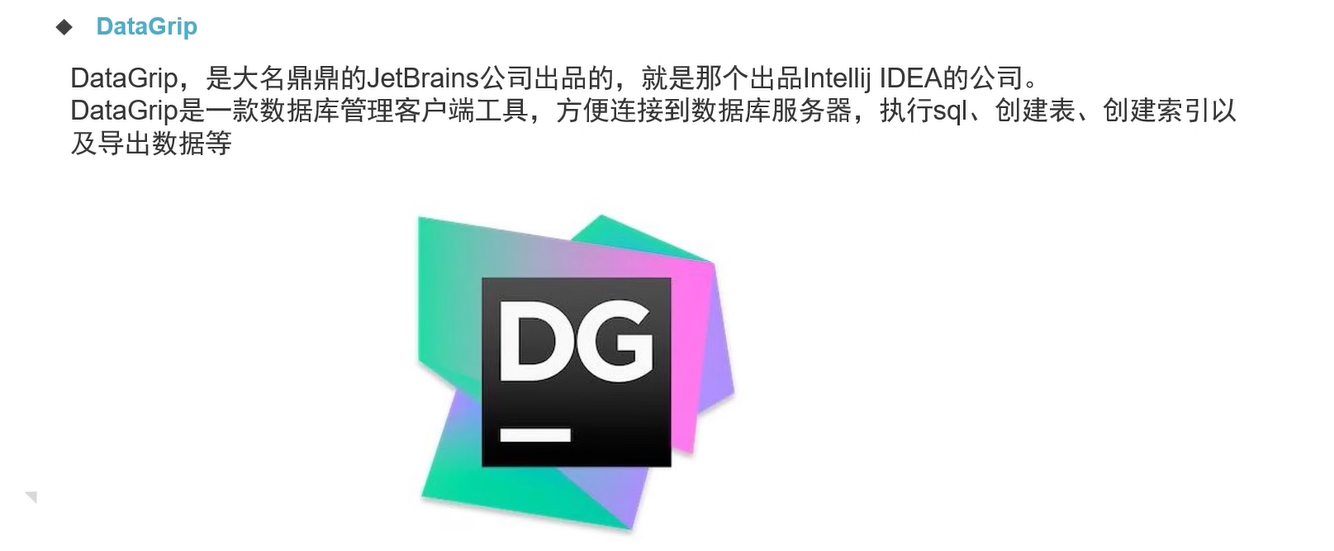 ◆ DataGrip
DataGrip，是大名鼎鼎的JetBrains公司出品的，就是那个出品Intellij IDEA的公司。
DataGrip是一款数据库管理客户端工具，方便连接到数据库服务器，执行sql、创建表、创建索引以
及导出数据等
DG